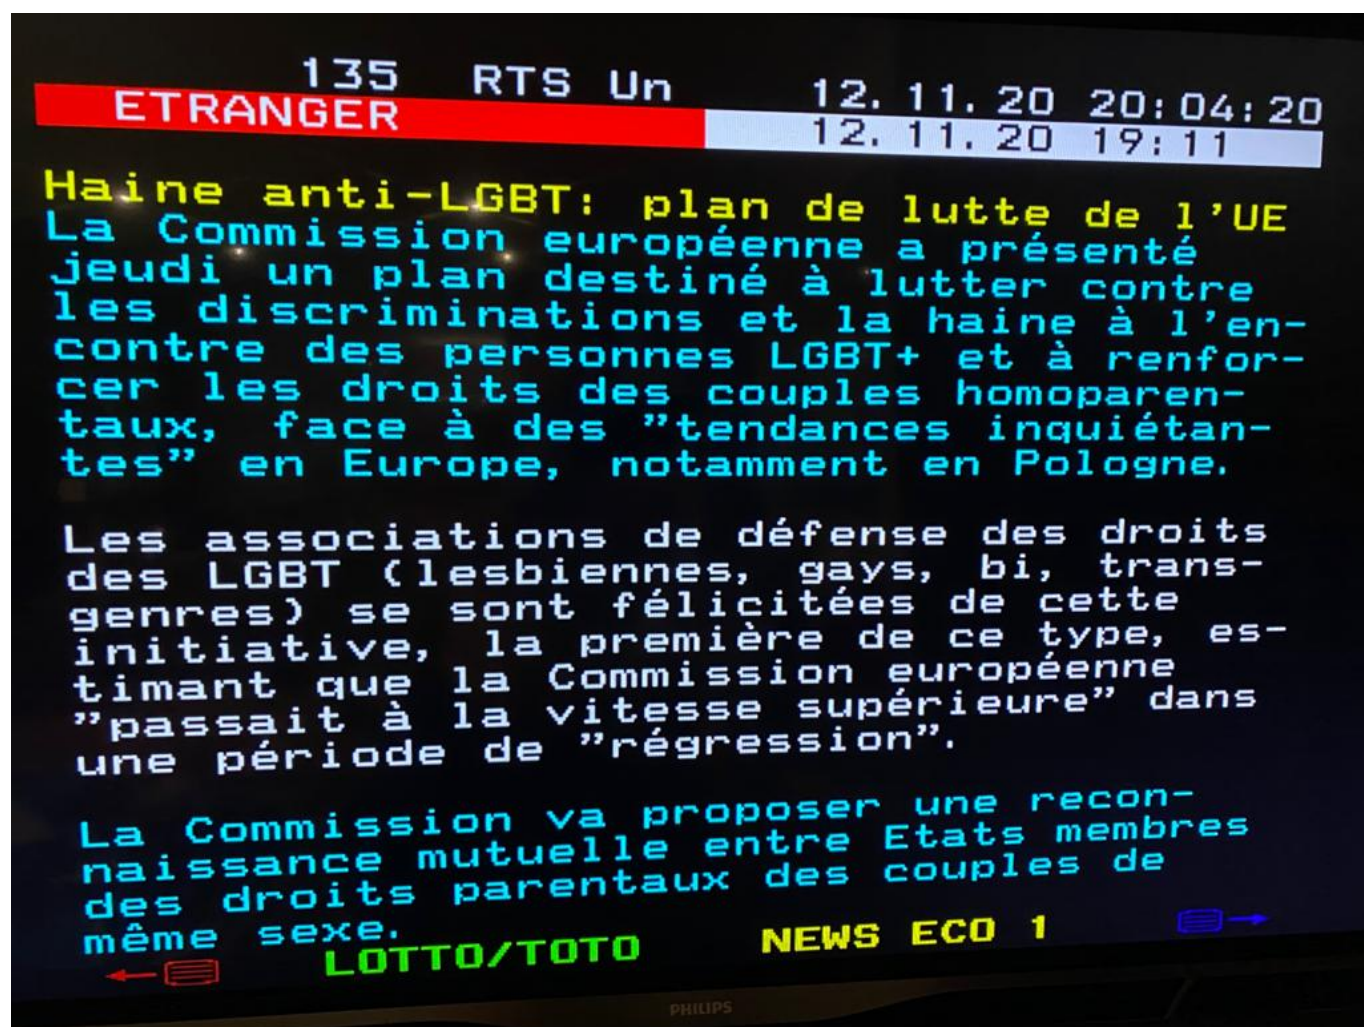 135 RTS Un 12.11.20 20:04:20
ETRANGER 12.11.20 19:11
Haine anti-LGBT: plan de lutte de l'UE
La Commission européenne a présenté
jeudi un plan destiné à lutter contre
les discriminations et la haine à l'en-
contre des personnes LGBT+ et à renfor-
cer les droits des couples homoparen-
taux, face à des "tendances inquiétan-
tes" en Europe, notamment en Pologne.
Les associations de défense des droits
des LGBT (lesbiennes, gays, bi, trans-
genres) se sont félicitées de cette
initiative, la première de ce type, es-
timant que la Commission européenne
"passait à la vitesse supérieure" dans
une période de "régression".
La Commission va proposer une recon-
naissance mutuelle entre Etats membres
des droits parentaux des couples de
même sexe.
LOTTO/TOTO NEWS ECO 1
PHILIPS